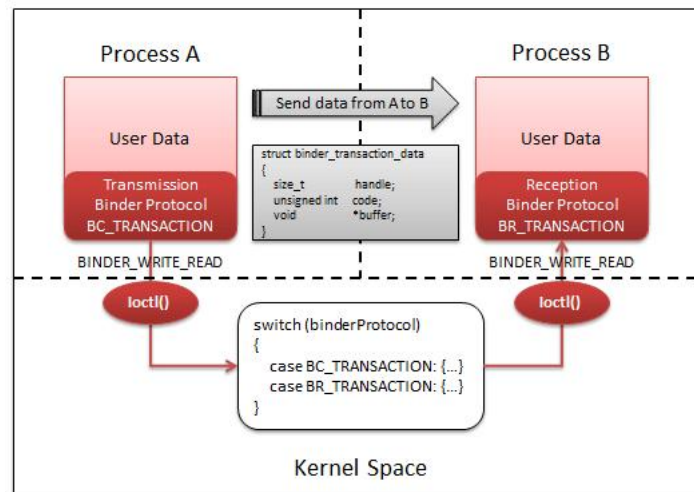 Process A
Process B
Send data from A to B
User Data
User Data
struct binder_transaction_data
{
size_t handle;
unsigned int code;
void *buffer;
}
Transmission
Binder Protocol
BC_TRANSACTION
Reception
Binder Protocol
BR_TRANSACTION
BINDER_WRITE_READ
BINDER_WRITE_READ
Ioctl()
Ioctl()
switch (binderProtocol)
{
case BC_TRANSACTION: {...}
case BR_TRANSACTION: {...}
}
Kernel Space